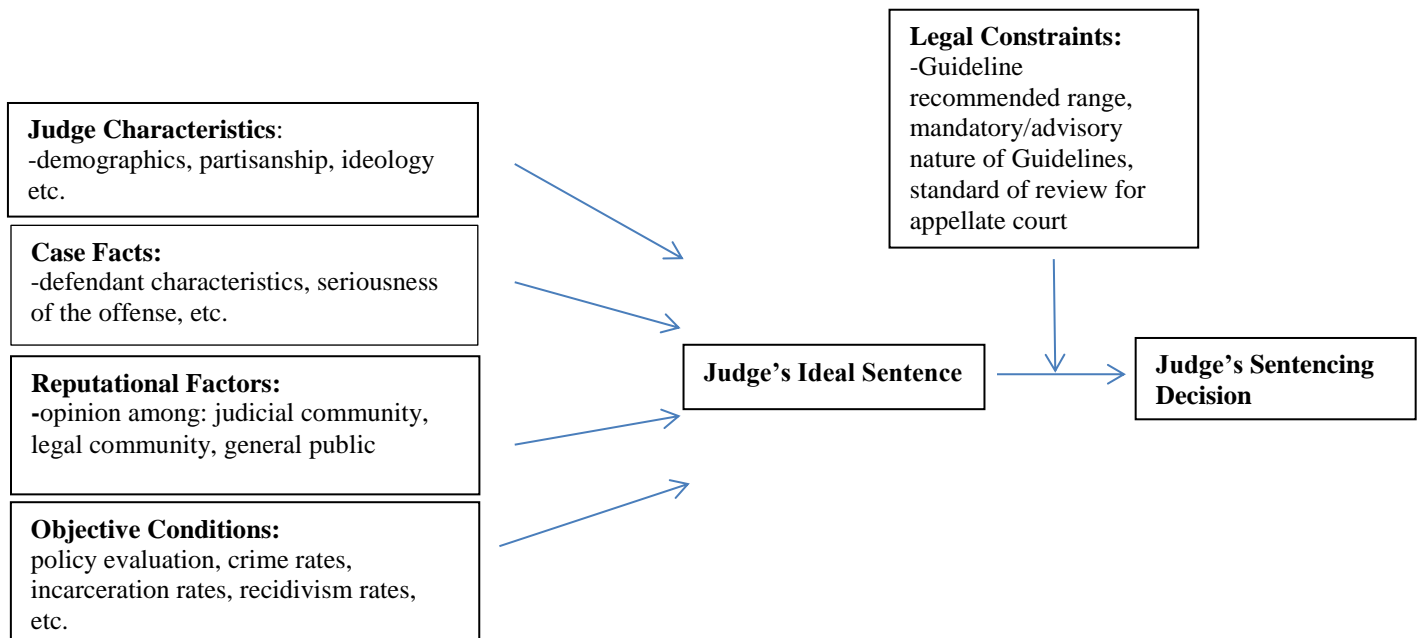 Legal Constraints:
-Guideline
recommended range,
mandatory/advisory
nature of Guidelines,
standard of review for
appellate court
Judge Characteristics:
-demographics, partisanship, ideology
etc.
Case Facts:
-defendant characteristics, seriousness
of the offense, etc.
Reputational Factors:
-opinion among: judicial community,
legal community, general public
Objective Conditions:
policy evaluation, crime rates,
incarceration rates, recidivism rates,
etc.
Judge’s Ideal Sentence
Judge’s Sentencing
Decision